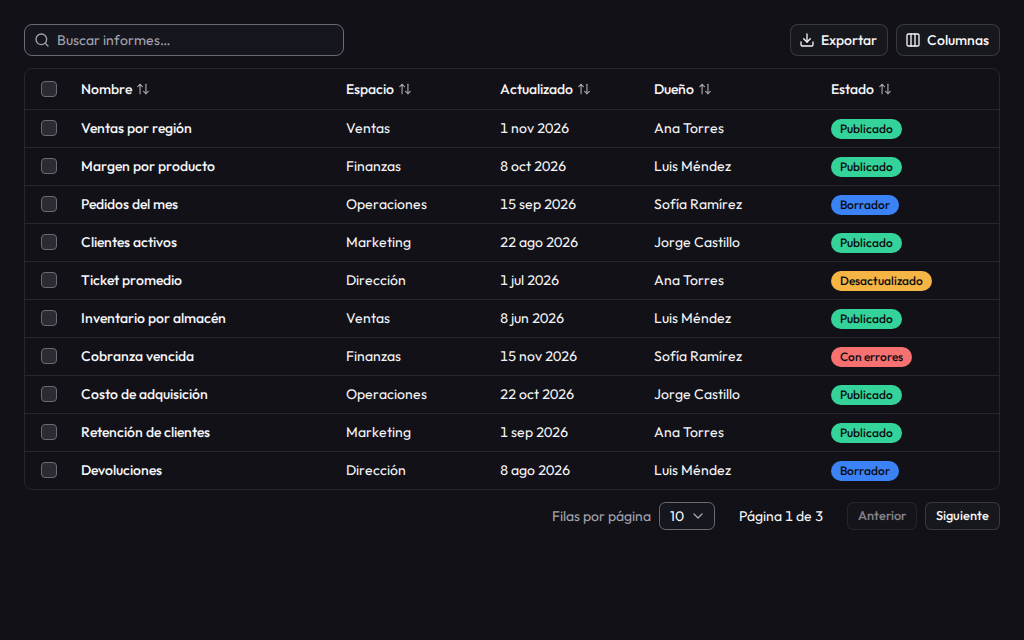 Buscar informes...
Exportar
Columnas
Nombre Espacio Actualizado Dueño Estado
Ventas por región Ventas 1 nov 2026 Ana Torres Publicado
Margen por producto Finanzas 8 oct 2026 Luis Méndez Publicado
Pedidos del mes Operaciones 15 sep 2026 Sofía Ramírez Borrador
Clientes activos Marketing 22 ago 2026 Jorge Castillo Publicado
Ticket promedio Dirección 1 jul 2026 Ana Torres Desactualizado
Inventario por almacén Ventas 8 jun 2026 Luis Méndez Publicado
Cobranza vencida Finanzas 15 nov 2026 Sofía Ramírez Con errores
Costo de adquisición Operaciones 22 oct 2026 Jorge Castillo Publicado
Retención de clientes Marketing 1 sep 2026 Ana Torres Publicado
Devoluciones Dirección 8 ago 2026 Luis Méndez Borrador
Filas por página 10 Página 1 de 3 Anterior Siguiente